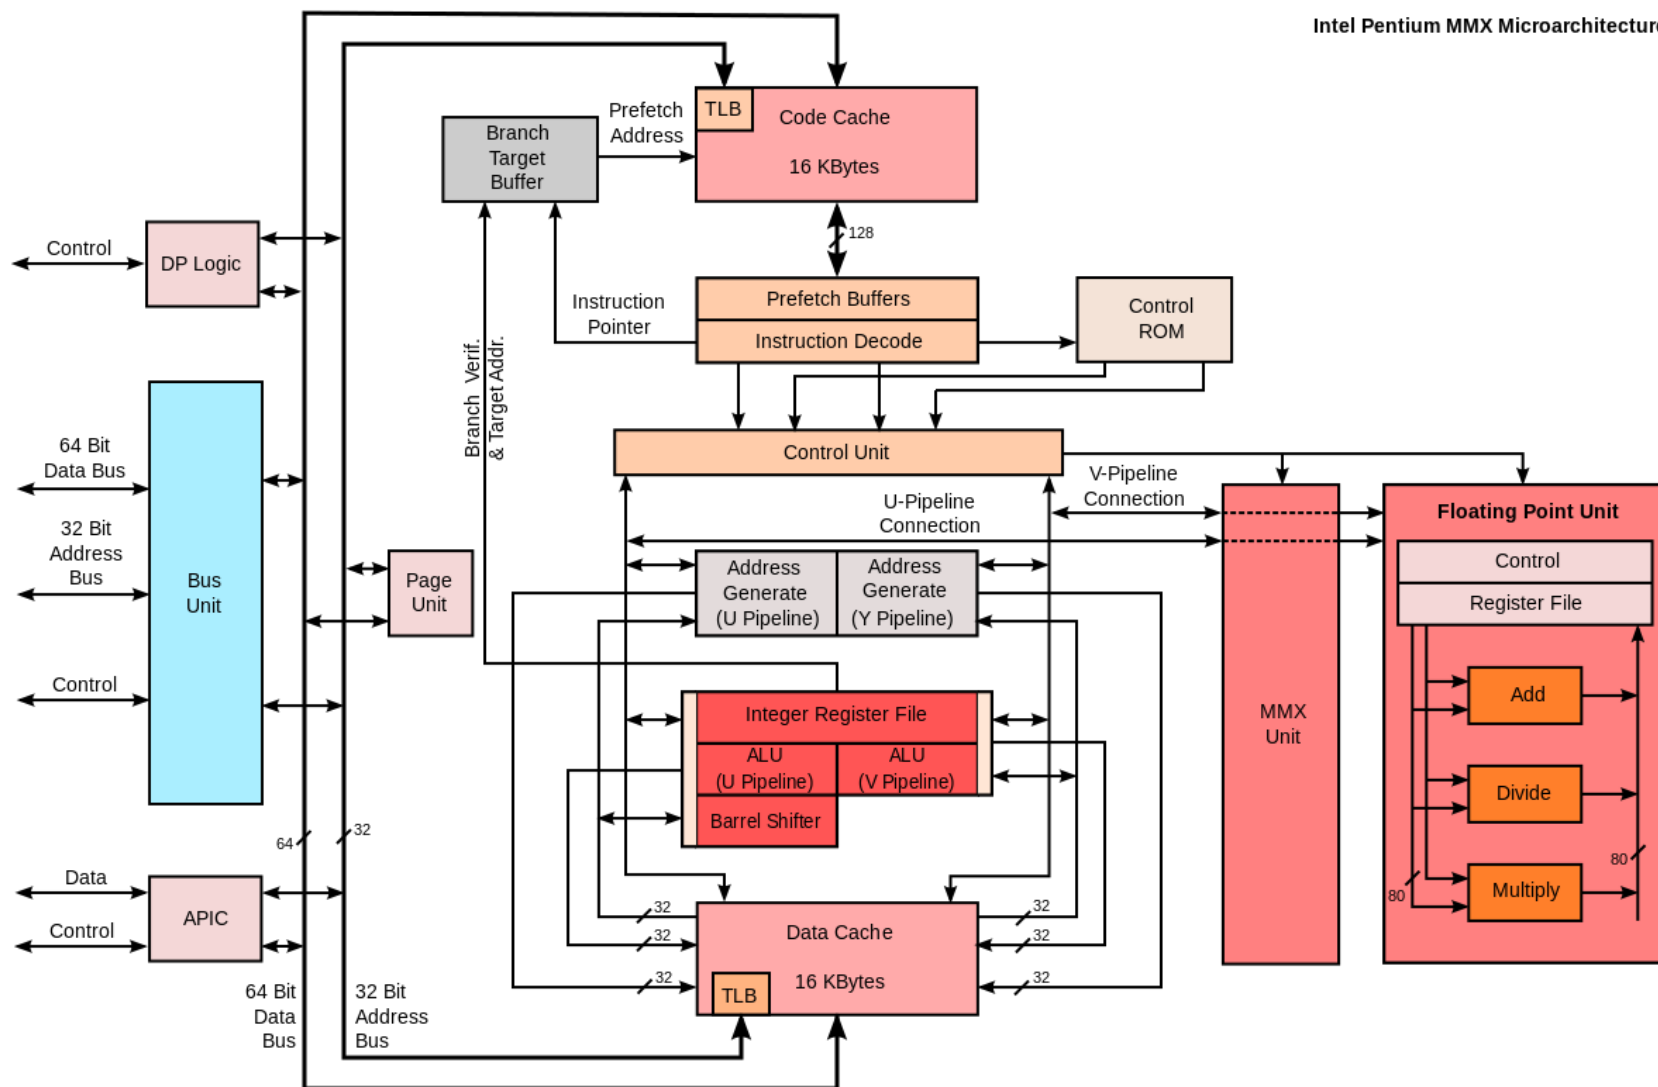 Intel Pentium MMX Microarchitecture
TLB
Code Cache
16 KBytes
Prefetch
Address
Branch
Target
Buffer
Control
DP Logic
128
Prefetch Buffers
Instruction Decode
Instruction
Pointer
Control
ROM
Branch Verif.
& Target Addr.
Control Unit
64 Bit
Data Bus
32 Bit
Address
Bus
Control
Bus
Unit
Page
Unit
U-Pipeline
Connection
V-Pipeline
Connection
Address
Generate
(U Pipeline)
Address
Generate
(Y Pipeline)
Integer Register File
ALU
(U Pipeline)
ALU
(V Pipeline)
Barrel Shifter
MMX
Unit
Floating Point Unit
Control
Register File
Add
Divide
Multiply
80
80
64
32
Data
Control
APIC
32
32
32
32
32
32
Data Cache
16 KBytes
TLB
64 Bit
Data
Bus
32 Bit
Address
Bus